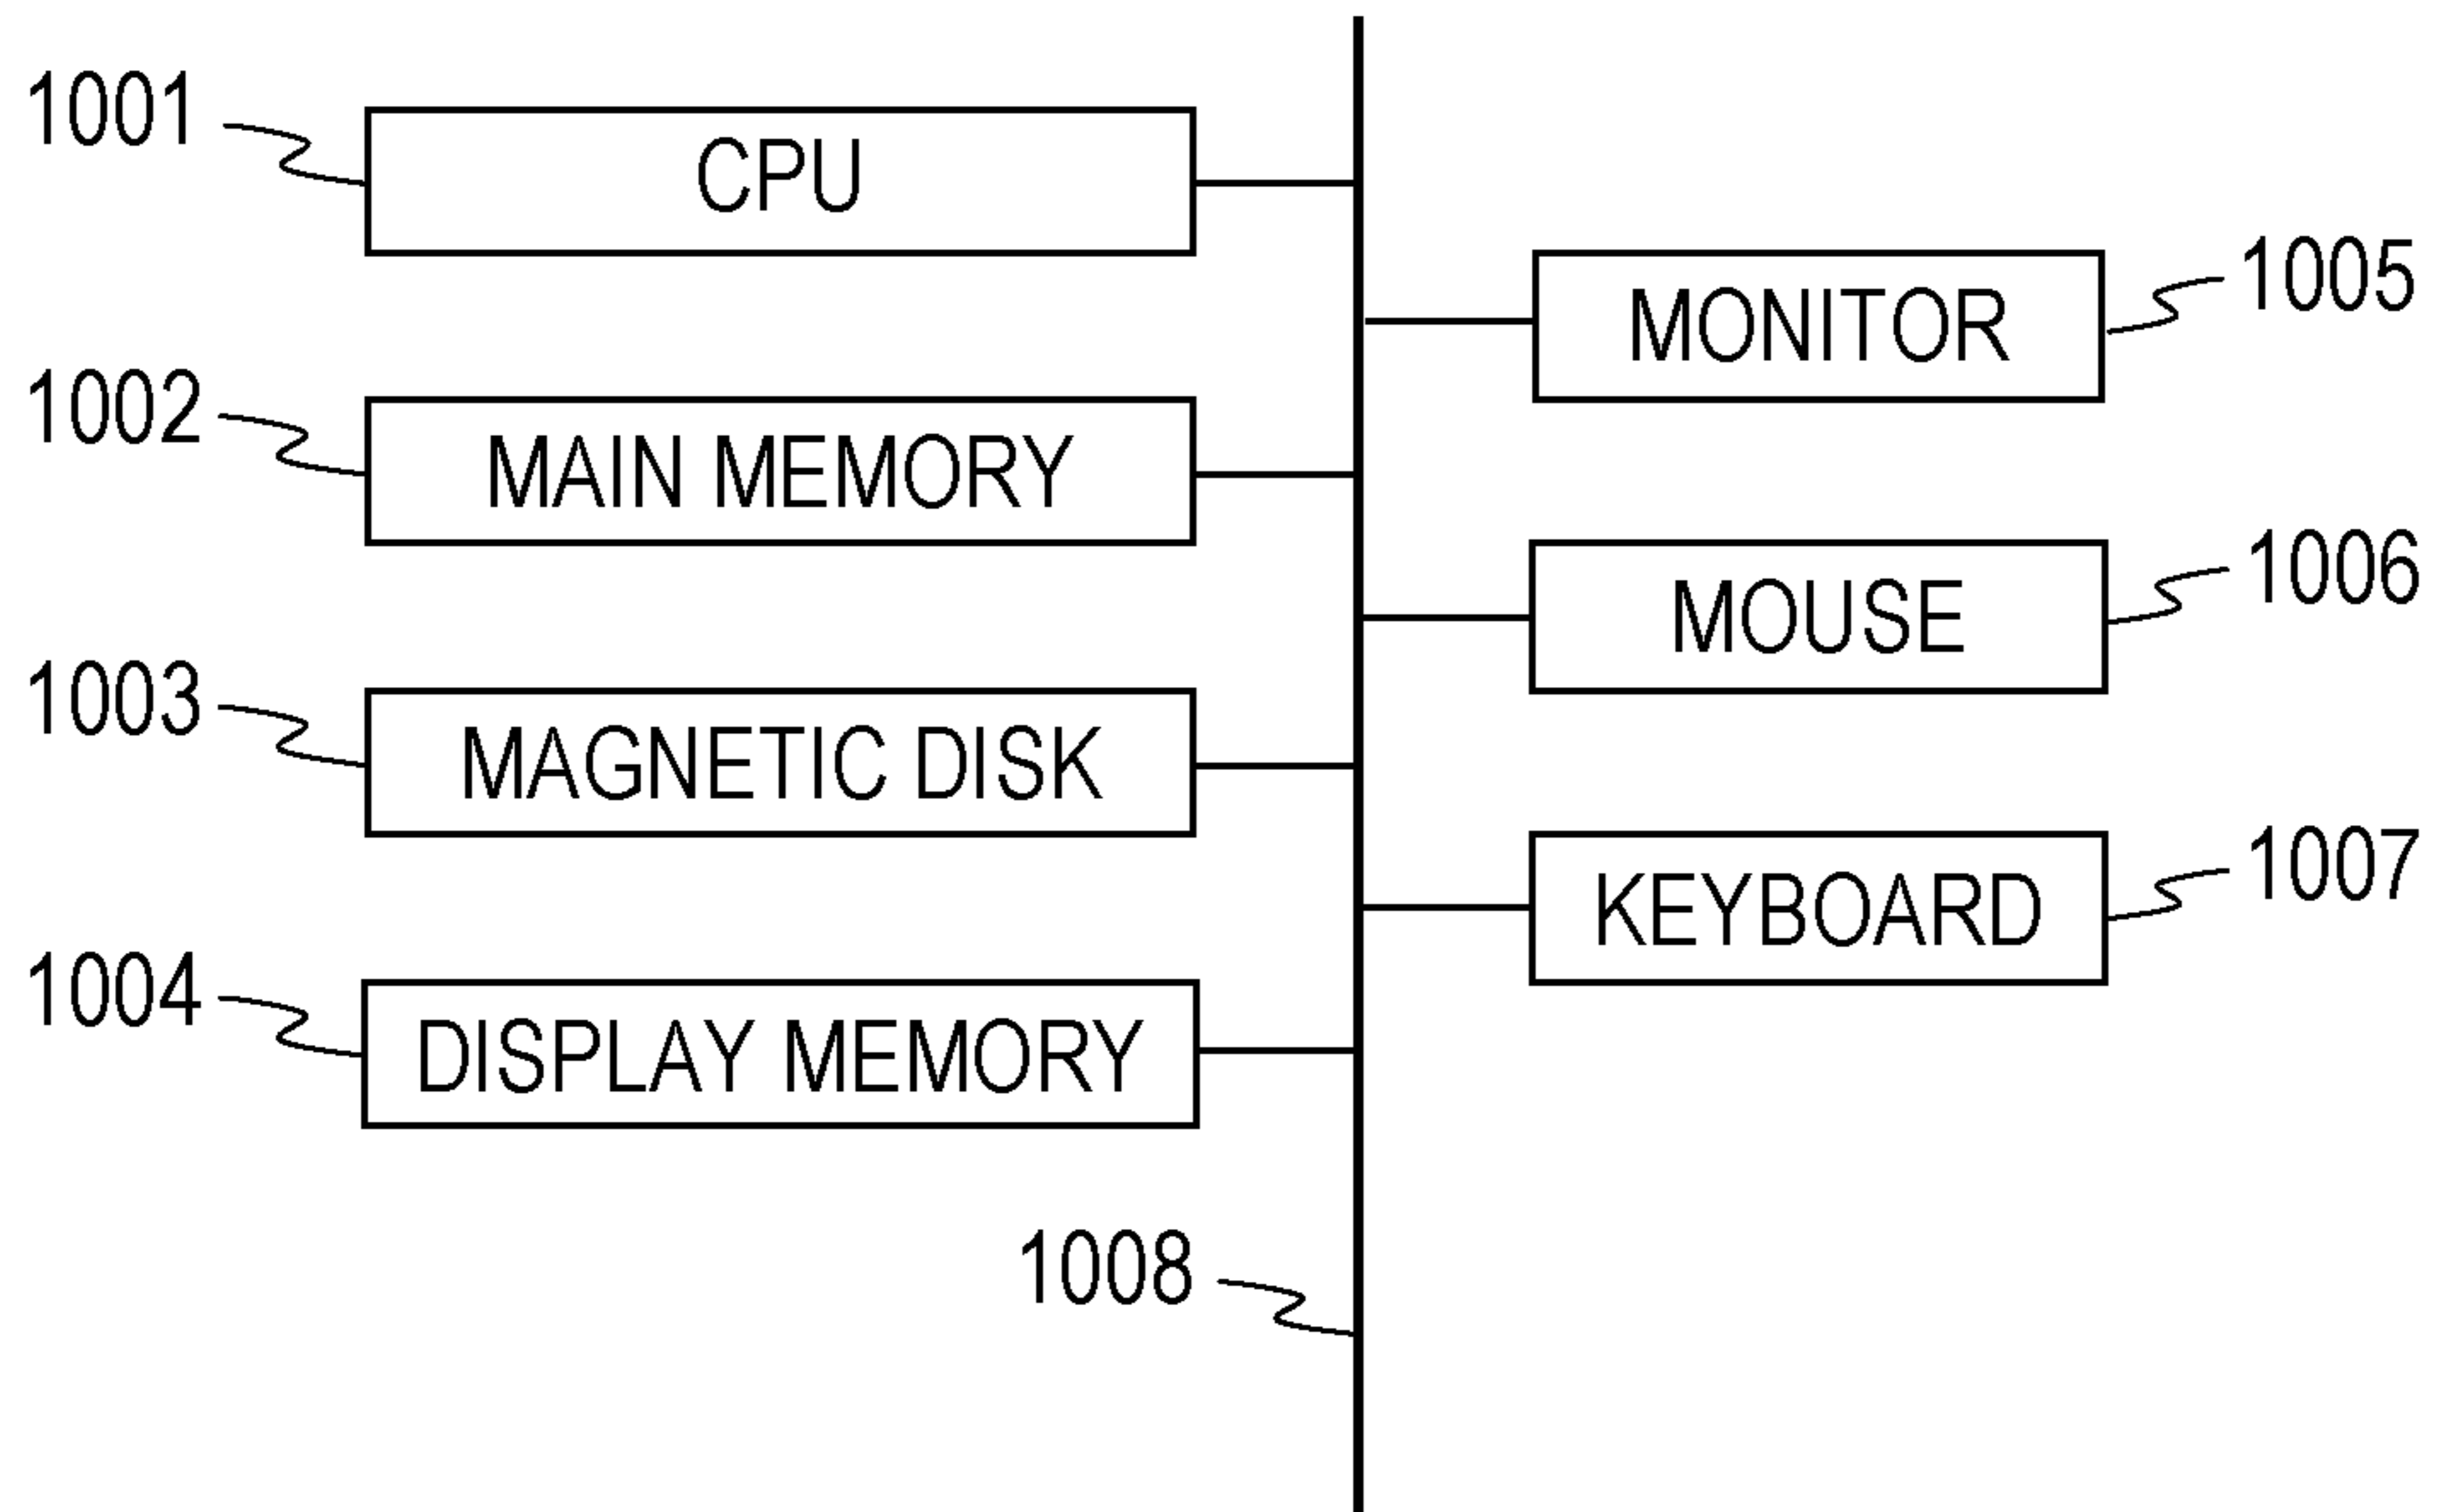 1001
CPU
1005
MONITOR
1002
MAIN MEMORY
1006
MOUSE
1003
MAGNETIC DISK
1007
KEYBOARD
1004
DISPLAY MEMORY
1008